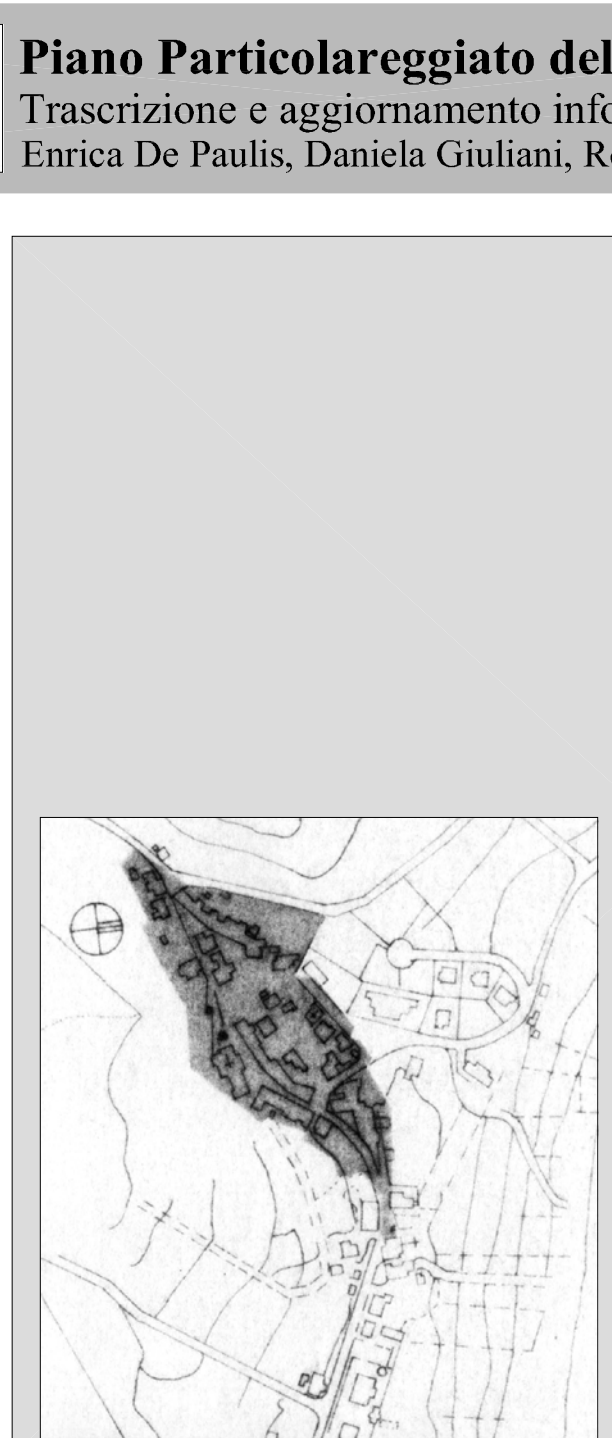 Piano Particolareggiato del
Trascrizione e aggiornamento info
Enrica De Paulis, Daniela Giuliani, R